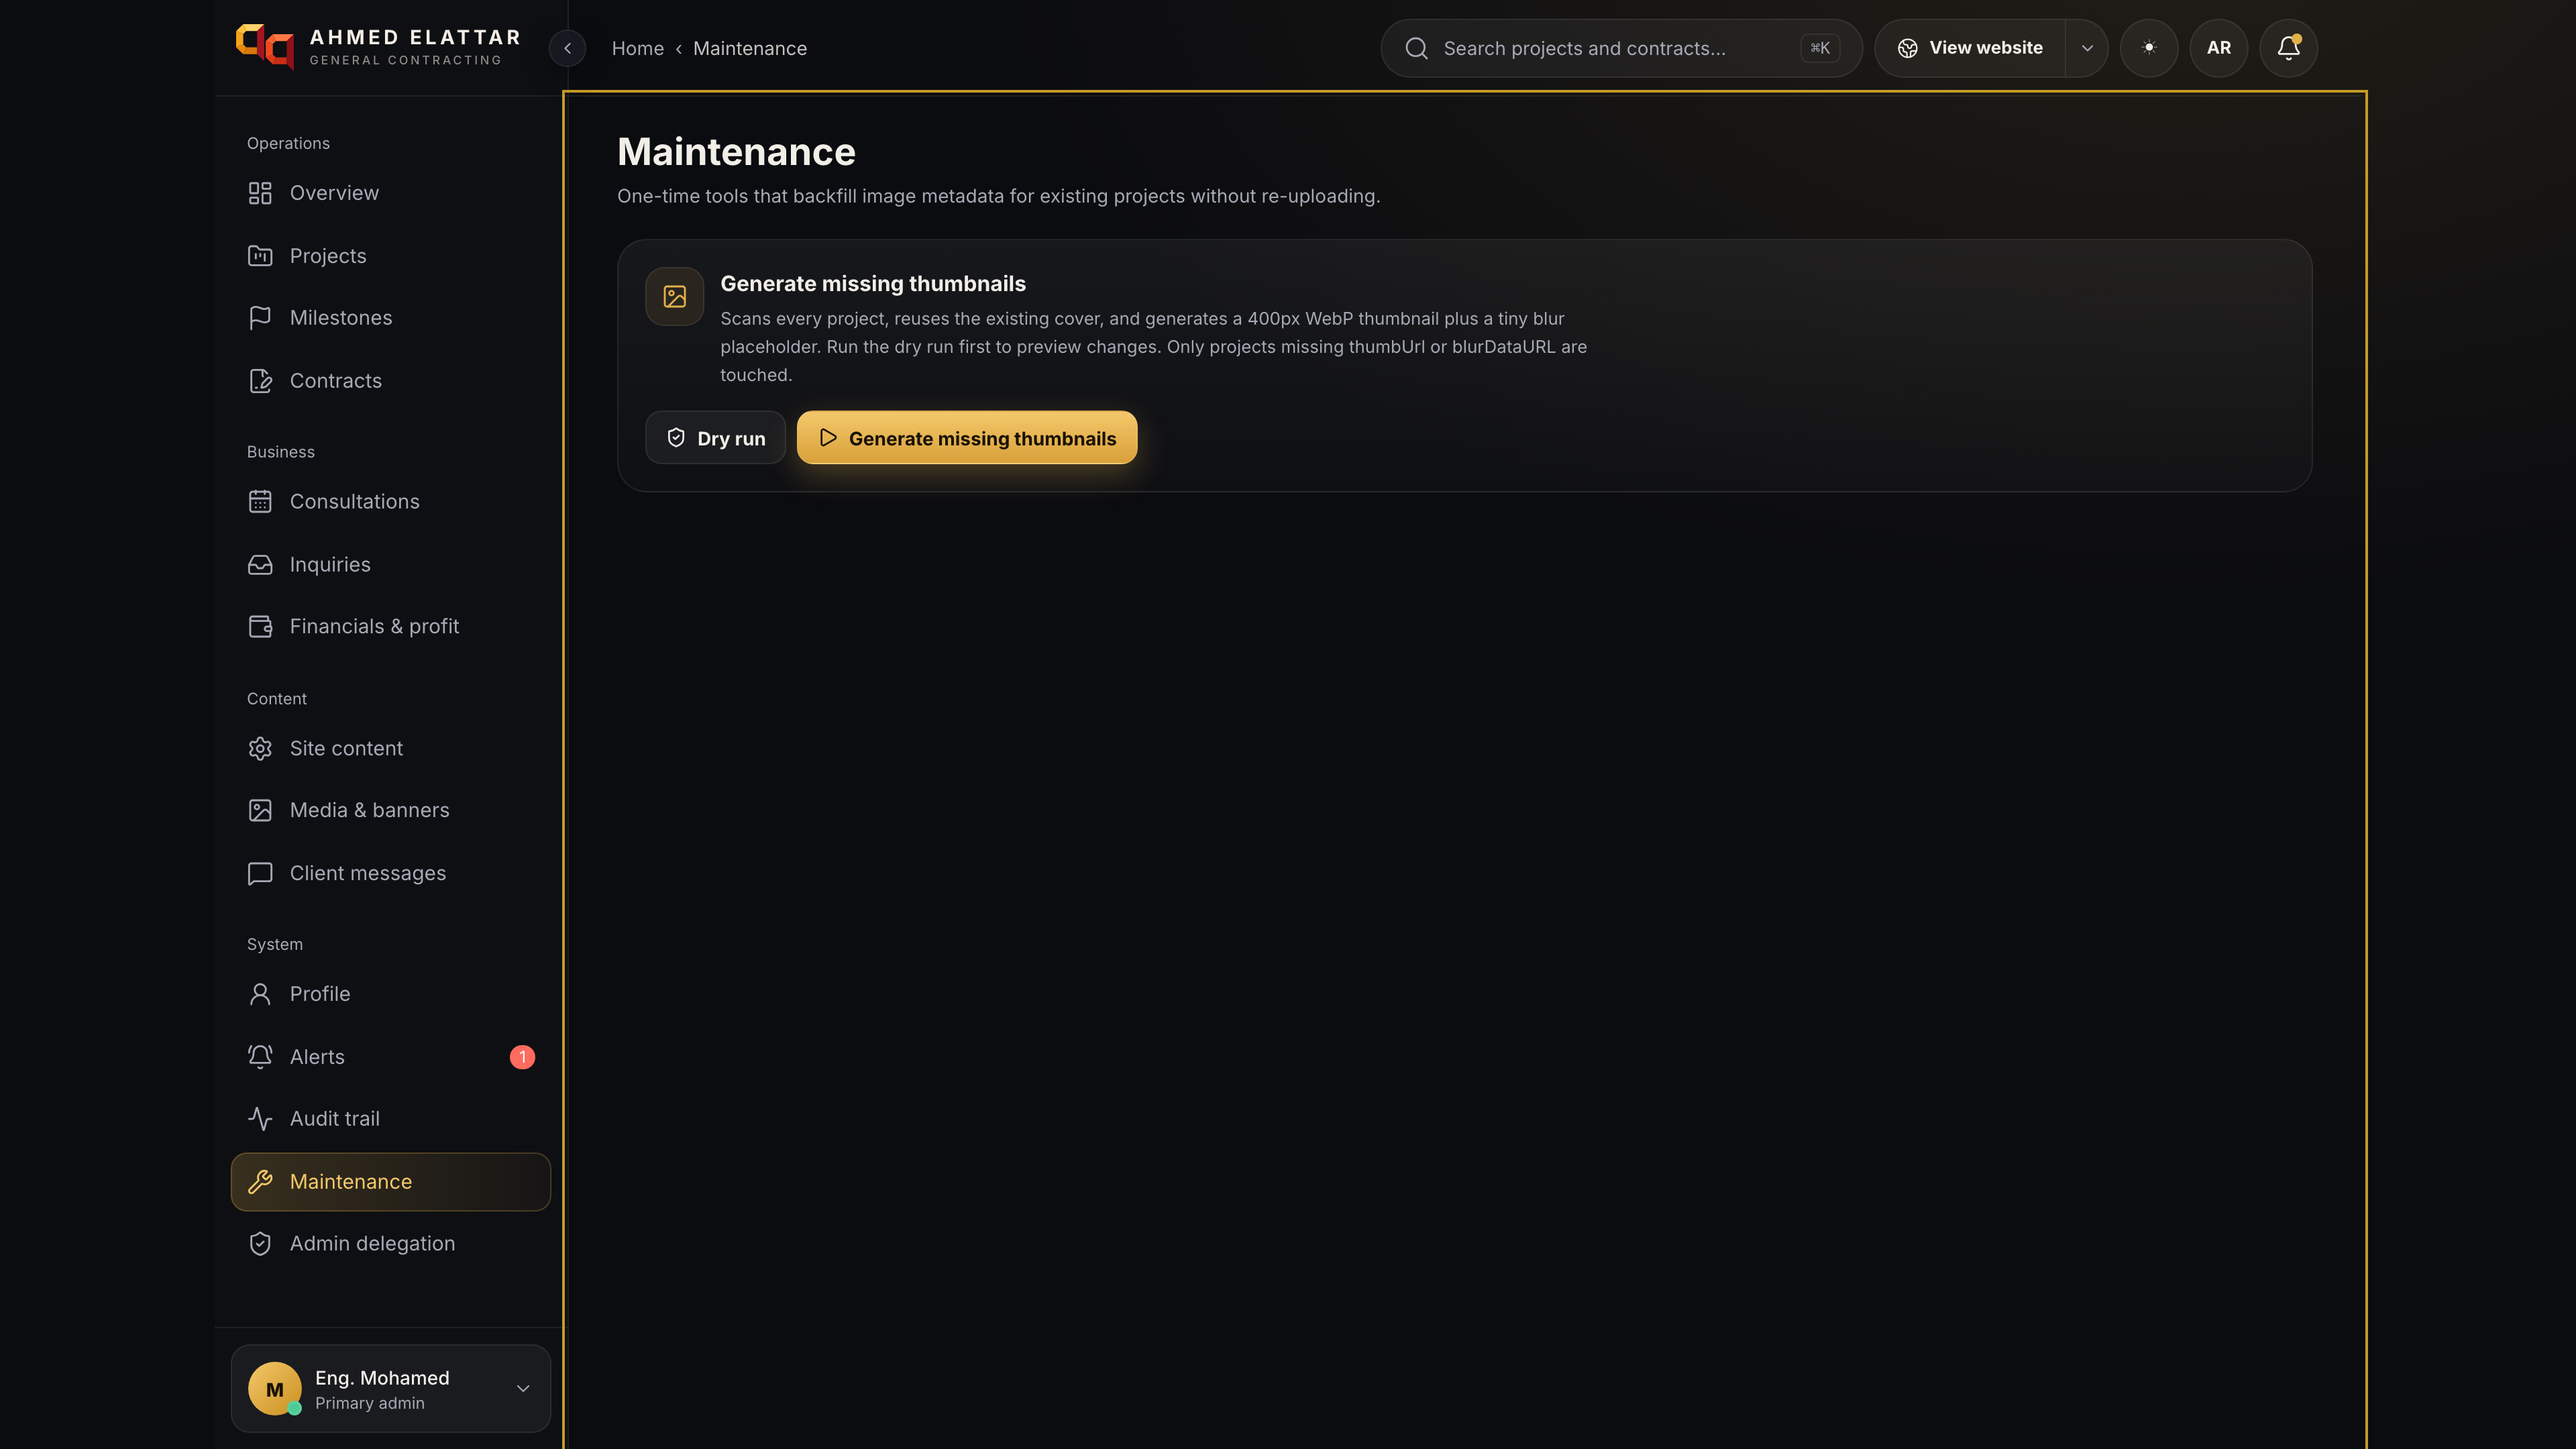 AHMED ELATTAR
GENERAL CONTRACTING
Home ‹ Maintenance
Search projects and contracts...
⌘K
View website
AR
Operations
Overview
Projects
Milestones
Contracts
Business
Consultations
Inquiries
Financials & profit
Content
Site content
Media & banners
Client messages
System
Profile
Alerts
1
Audit trail
Maintenance
Admin delegation
M
Eng. Mohamed
Primary admin
Maintenance
One-time tools that backfill image metadata for existing projects without re-uploading.
Generate missing thumbnails
Scans every project, reuses the existing cover, and generates a 400px WebP thumbnail plus a tiny blur
placeholder. Run the dry run first to preview changes. Only projects missing thumbUrl or blurDataURL are
touched.
Dry run
Generate missing thumbnails